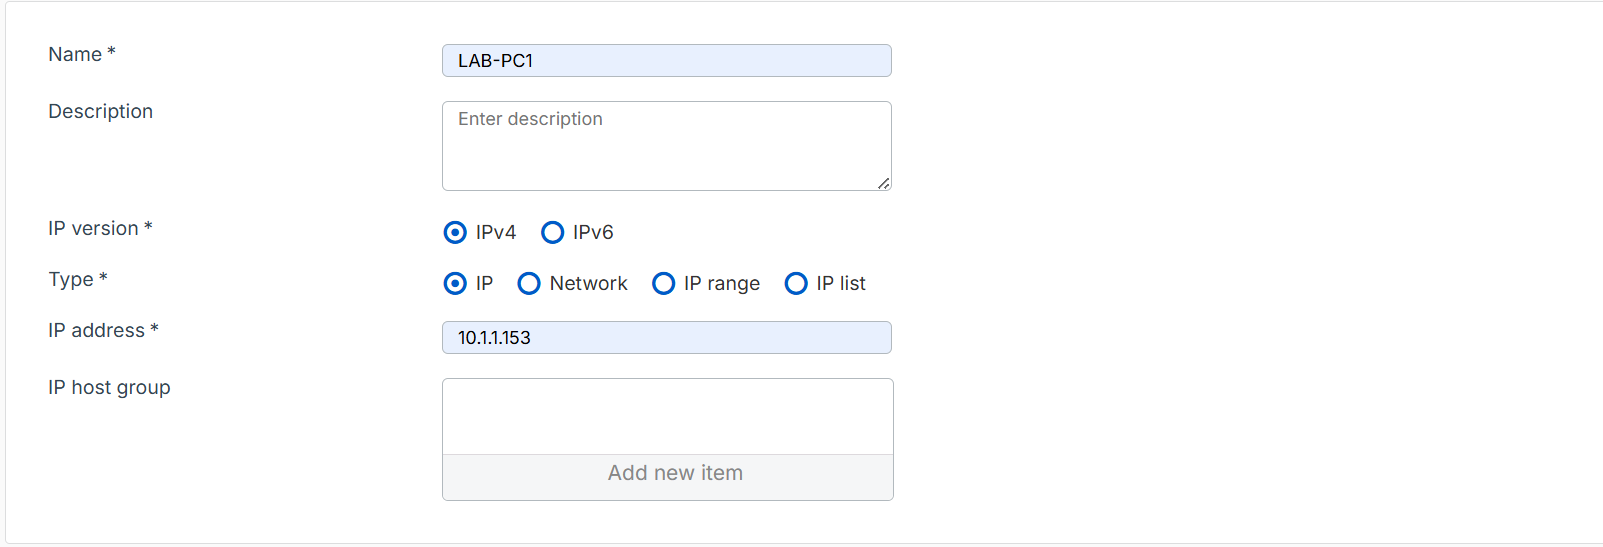 Name *
LAB-PC1
Description
Enter description
IP version *
IPv4 IPv6
Type *
IP Network IP range IP list
IP address *
10.1.1.153
IP host group
Add new item